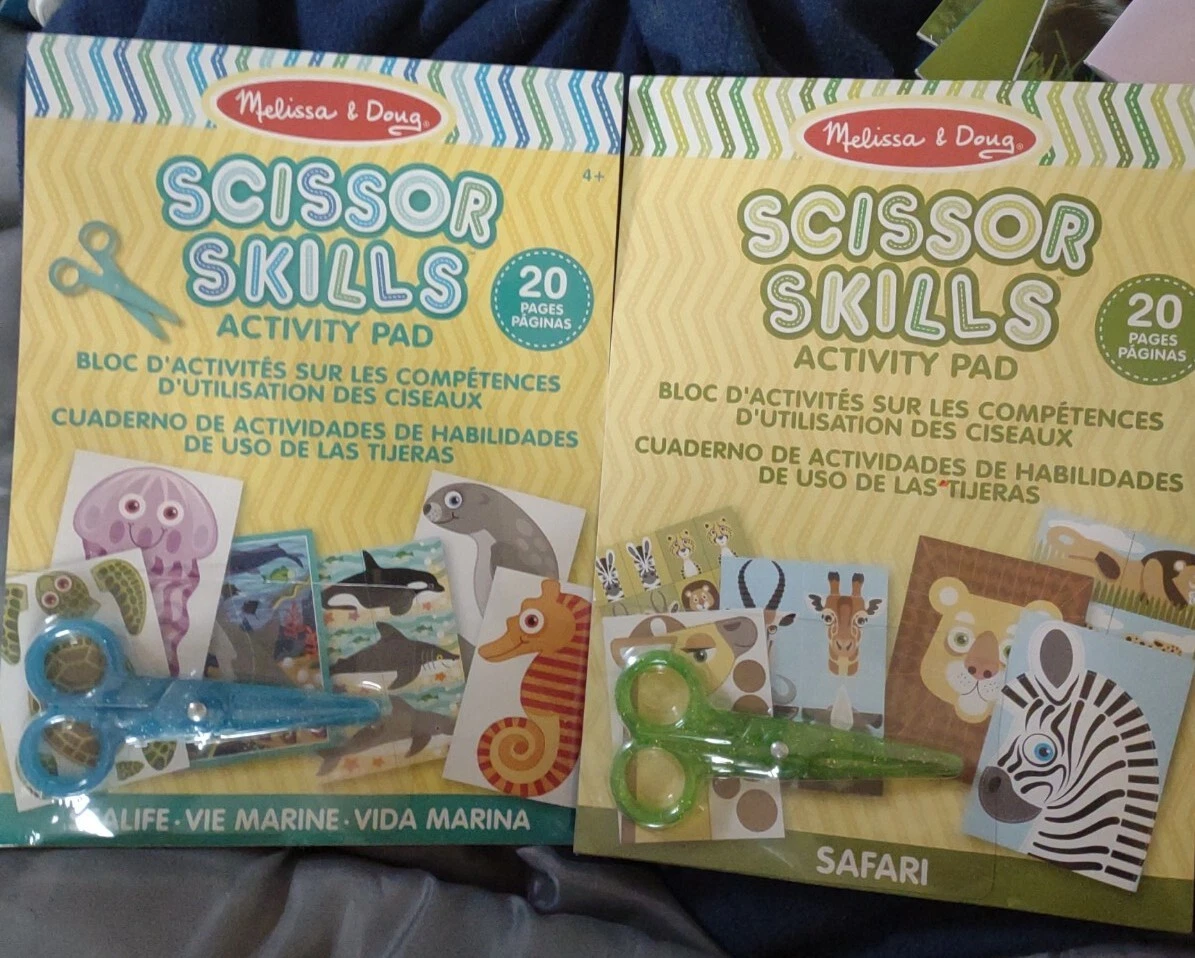 Melissa & Doug®
SCISSOR
SKILLS™
ACTIVITY PAD
4+
20
PAGES
PÁGINAS
BLOC D'ACTIVITÉS SUR LES COMPÉTENCES
D'UTILISATION DES CISEAUX
CUADERNO DE ACTIVIDADES DE HABILIDADES
DE USO DE LAS TIJERAS
VIE MARINE · VIDA MARINA
Melissa & Doug®
SCISSOR
SKILLS™
ACTIVITY PAD
20
PAGES
PÁGINAS
BLOC D'ACTIVITÉS SUR LES COMPÉTENCES
D'UTILISATION DES CISEAUX
CUADERNO DE ACTIVIDADES DE HABILIDADES
DE USO DE LAS TIJERAS
SAFARI